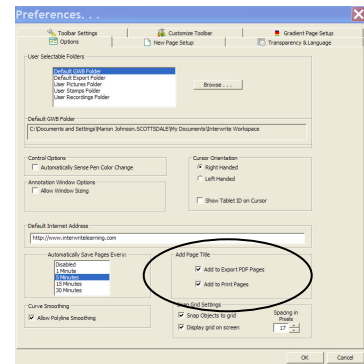 Preferences. . .
Toolbar Settings
Customize Toolbar
Gradient Page Setup
Options
New Page Setup
Transparency & Language
User Selectable Folders
Default GWB Folder
Default Export Folder
User Pictures Folder
User Stamps Folder
User Recordings Folder
Browse . . .
Default GWB Folder
C:\Documents and Settings\Marion Johnson.SCOTTSDALE\My Documents\Interwrite Workspace
Control Options
Automatically Sense Pen Color Change
Cursor Orientation
Right Handed
Left Handed
Show Tablet ID on Cursor
Annotation Window Options
Allow Window Sizing
Default Internet Address
http://www.interwritelearning.com
Automatically Save Pages Every:
Disabled
1 Minute
5 Minutes
15 Minutes
30 Minutes
Add Page Title
Add to Export PDF Pages
Add to Print Pages
Curve Smoothing
Allow Polyline Smoothing
Snap Grid Settings
Snap Objects to grid
Display grid on screen
Spacing in
Pixels
17
OK
Cancel